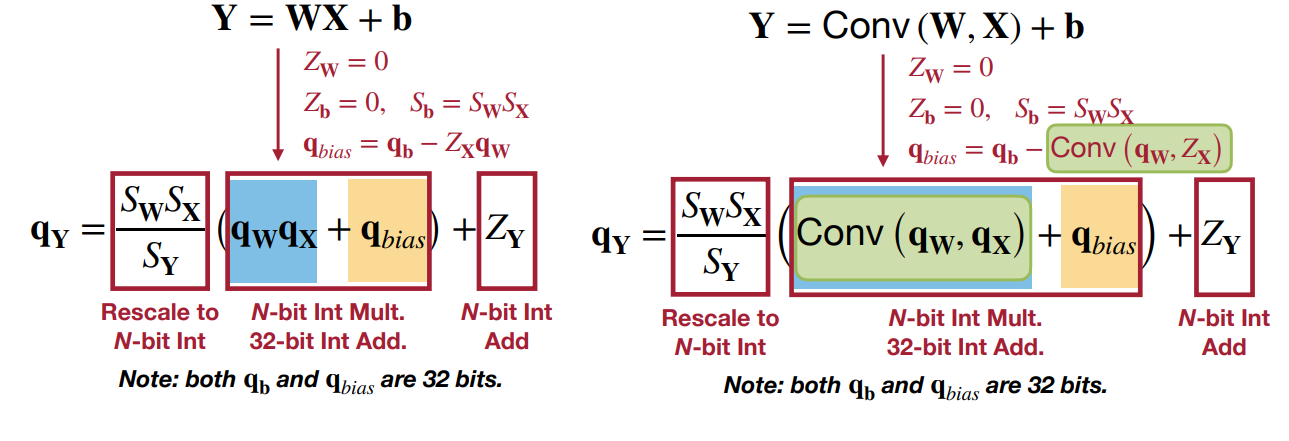 Y = WX + b
Z_W = 0
Z_b = 0, S_b = S_W S_X
q_bias = q_b − Z_X q_W
q_Y = S_W S_X / S_Y (q_W q_X + q_bias) + Z_Y
Rescale to N-bit Int
N-bit Int Mult. 32-bit Int Add.
N-bit Int Add
Note: both q_b and q_bias are 32 bits.
Y = Conv (W, X) + b
Z_W = 0
Z_b = 0, S_b = S_W S_X
q_bias = q_b − Conv (q_W, Z_X)
q_Y = S_W S_X / S_Y (Conv (q_W, q_X) + q_bias) + Z_Y
Rescale to N-bit Int
N-bit Int Mult. 32-bit Int Add.
N-bit Int Add
Note: both q_b and q_bias are 32 bits.